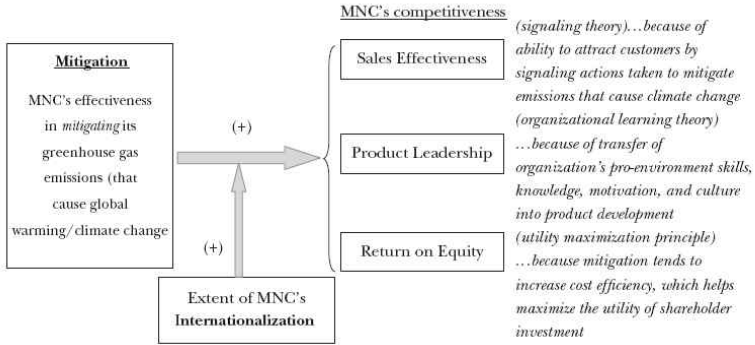 Mitigation
MNC's effectiveness
in mitigating its
greenhouse gas
emissions (that
cause global
warming/climate change
(+)
(+)
Extent of MNC's
Internationalization
MNC's competitiveness
Sales Effectiveness
Product Leadership
Return on Equity
(signaling theory)…because of
ability to attract customers by
signaling actions taken to mitigate
emissions that cause climate change
(organizational learning theory)
…because of transfer of
organization's pro-environment skills,
knowledge, motivation, and culture
into product development
(utility maximization principle)
…because mitigation tends to
increase cost efficiency, which helps
maximize the utility of shareholder
investment